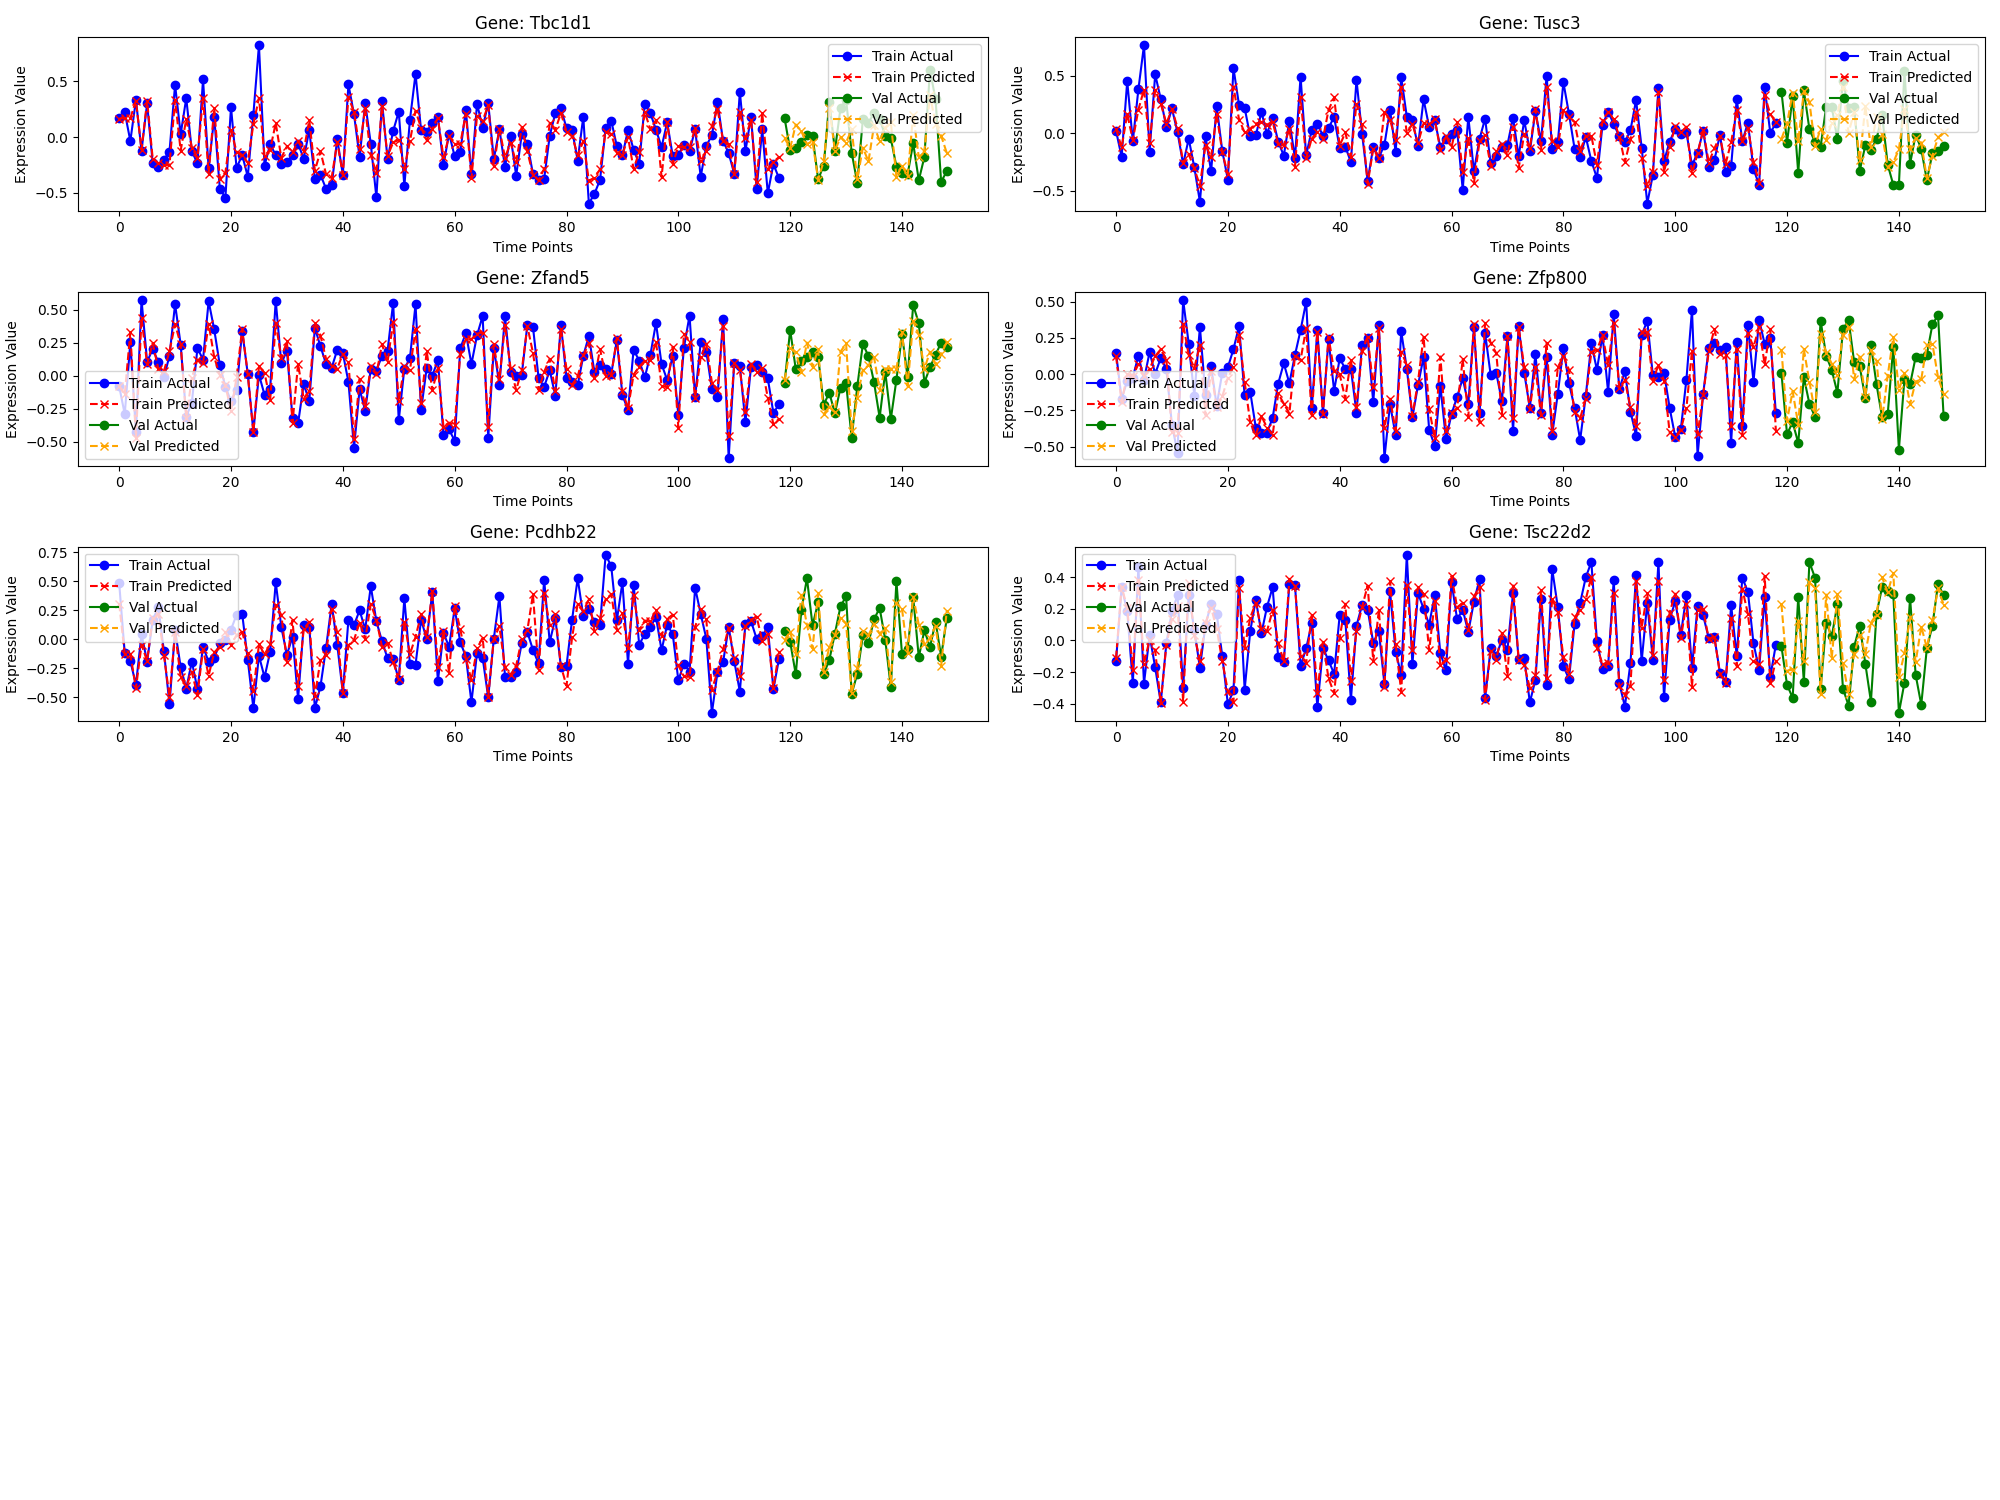 Gene: Tbc1d1
Expression Value
0.5
0.0
−0.5
Train Actual
Train Predicted
Val Actual
Val Predicted
0 20 40 60 80 100 120 140
Time Points
Gene: Tusc3
Expression Value
0.5
0.0
−0.5
Train Actual
Train Predicted
Val Actual
Val Predicted
0 20 40 60 80 100 120 140
Time Points
Gene: Zfand5
Expression Value
0.50
0.25
0.00
−0.25
−0.50
Train Actual
Train Predicted
Val Actual
Val Predicted
0 20 40 60 80 100 120 140
Time Points
Gene: Zfp800
Expression Value
0.50
0.25
0.00
−0.25
−0.50
Train Actual
Train Predicted
Val Actual
Val Predicted
0 20 40 60 80 100 120 140
Time Points
Gene: Pcdhb22
Expression Value
0.75
0.50
0.25
0.00
−0.25
−0.50
Train Actual
Train Predicted
Val Actual
Val Predicted
0 20 40 60 80 100 120 140
Time Points
Gene: Tsc22d2
Expression Value
0.4
0.2
0.0
−0.2
−0.4
Train Actual
Train Predicted
Val Actual
Val Predicted
0 20 40 60 80 100 120 140
Time Points